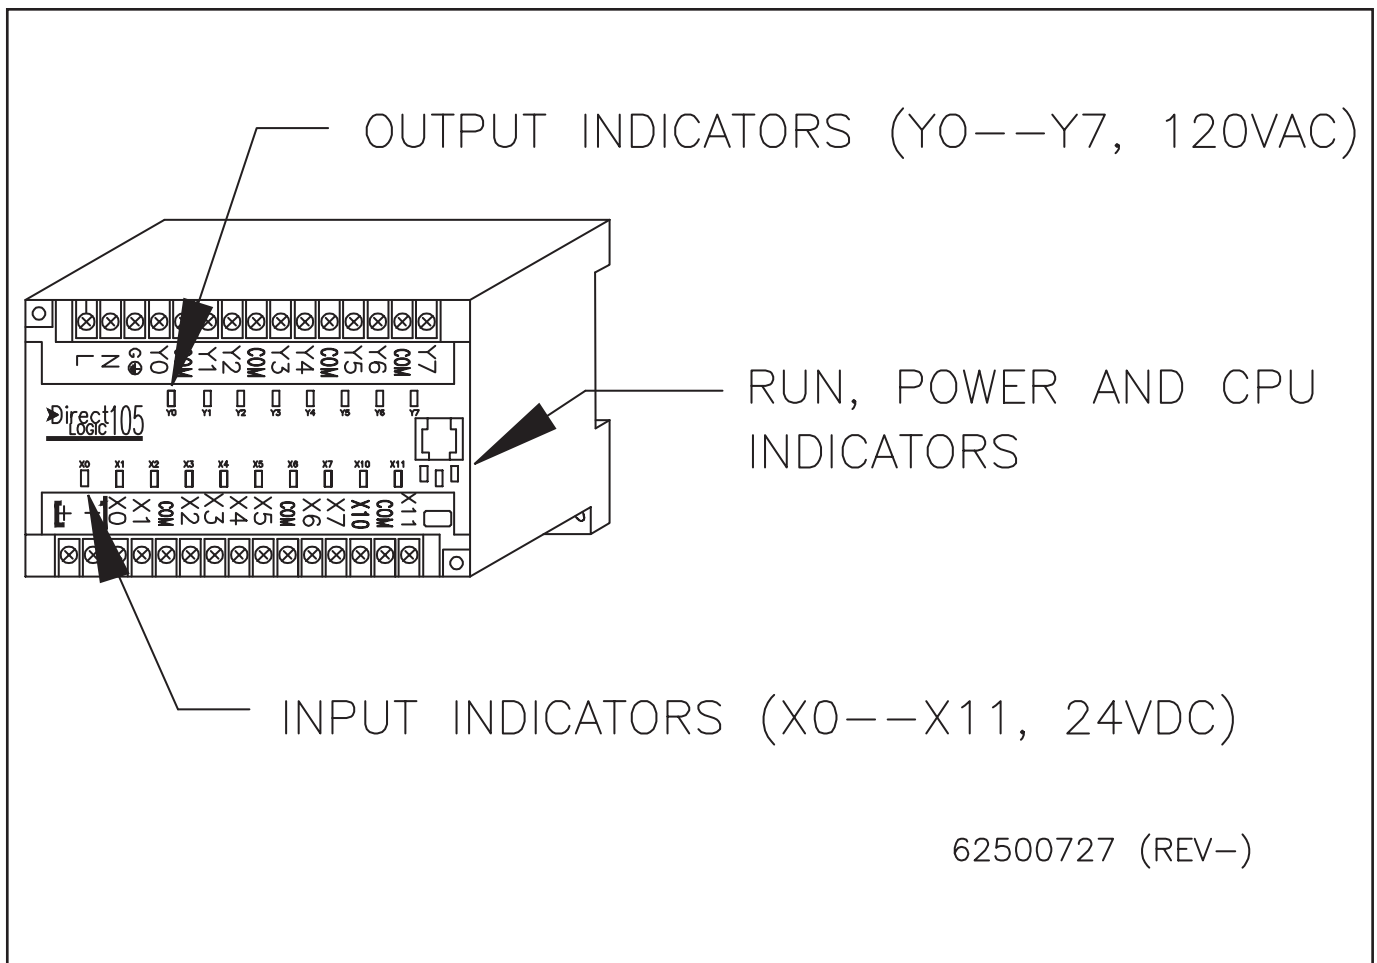 OUTPUT INDICATORS (Y0--Y7, 120VAC)
L N G Y0 COM Y1 Y2 COM Y3 Y4 COM Y5 Y6 COM Y7
Y0 Y1 Y2 Y3 Y4 Y5 Y6 Y7
Direct
LOGIC 105
RUN, POWER AND CPU
INDICATORS
X0 X1 X2 X3 X4 X5 X6 X7 X10 X11
+ - X0 X1 COM X2 X3 X4 X5 COM X6 X7 X10 COM X11
INPUT INDICATORS (X0--X11, 24VDC)
62500727 (REV-)